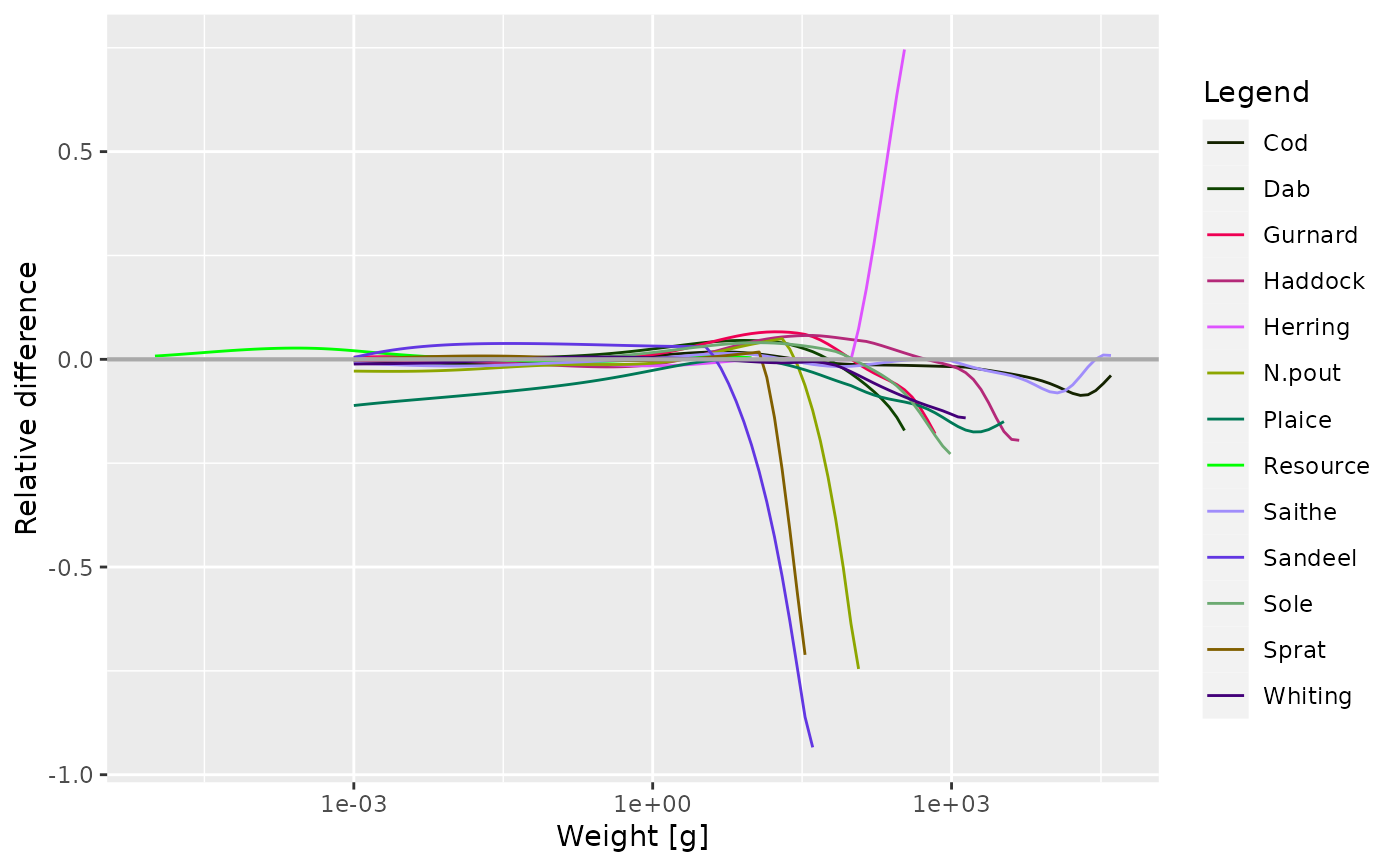 0.5
0.0
-0.5
-1.0
Relative difference
1e-03
1e+00
1e+03
Weight [g]
Legend
Cod
Dab
Gurnard
Haddock
Herring
N.pout
Plaice
Resource
Saithe
Sandeel
Sole
Sprat
Whiting